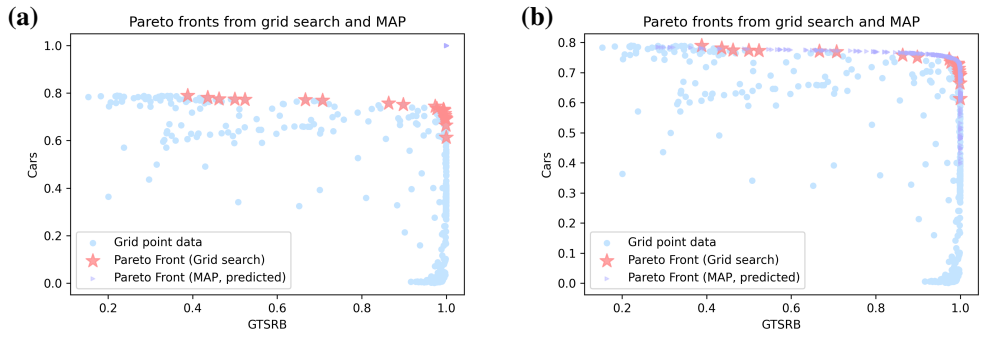 (a)
Pareto fronts from grid search and MAP
1.0
0.8
0.6
0.4
0.2
0.0
Cars
Grid point data
Pareto Front (Grid search)
Pareto Front (MAP, predicted)
0.2 0.4 0.6 0.8 1.0
GTSRB
(b)
Pareto fronts from grid search and MAP
0.8
0.7
0.6
0.5
0.4
0.3
0.2
0.1
0.0
Cars
Grid point data
Pareto Front (Grid search)
Pareto Front (MAP, predicted)
0.2 0.4 0.6 0.8 1.0
GTSRB